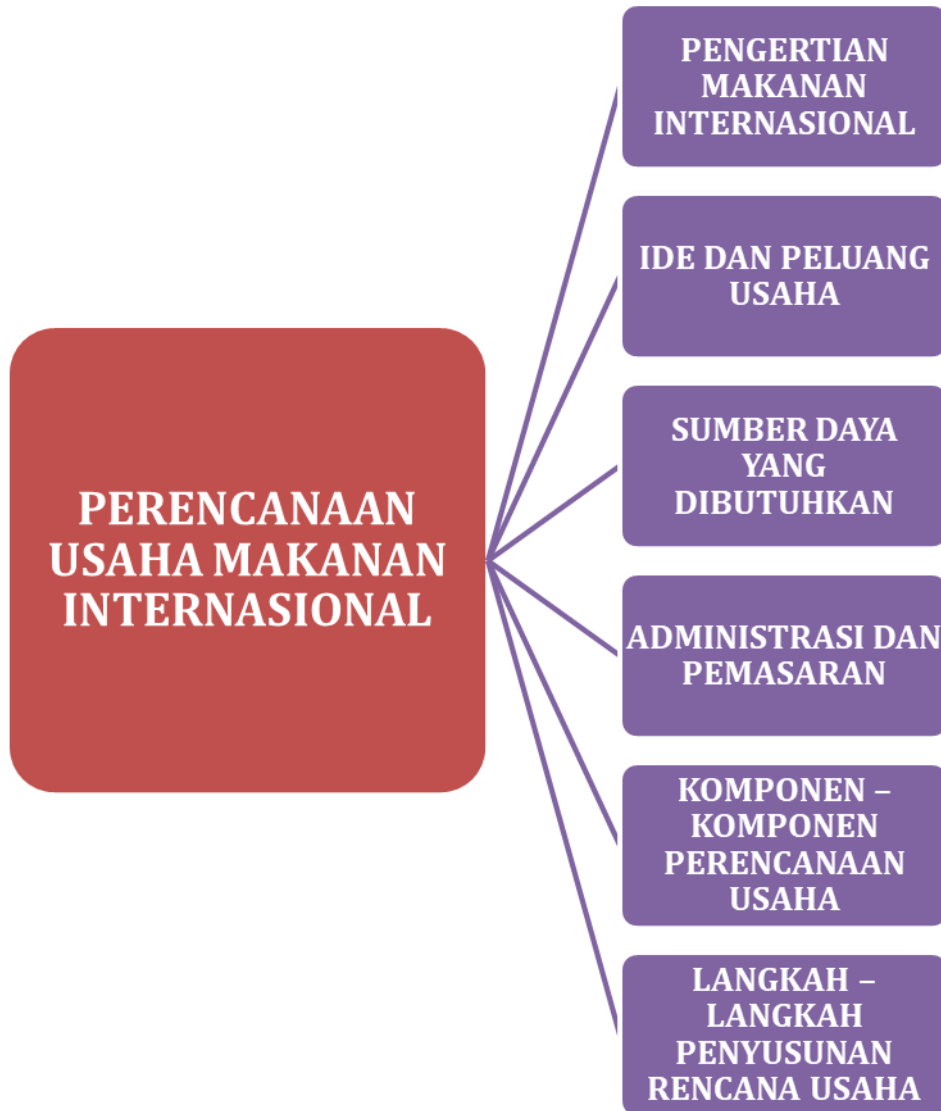 PERENCANAAN
USAHA MAKANAN
INTERNASIONAL
PENGERTIAN
MAKANAN
INTERNASIONAL
IDE DAN PELUANG
USAHA
SUMBER DAYA
YANG
DIBUTUHKAN
ADMINISTRASI DAN
PEMASARAN
KOMPONEN –
KOMPONEN
PERENCANAAN
USAHA
LANGKAH –
LANGKAH
PENYUSUNAN
RENCANA USAHA